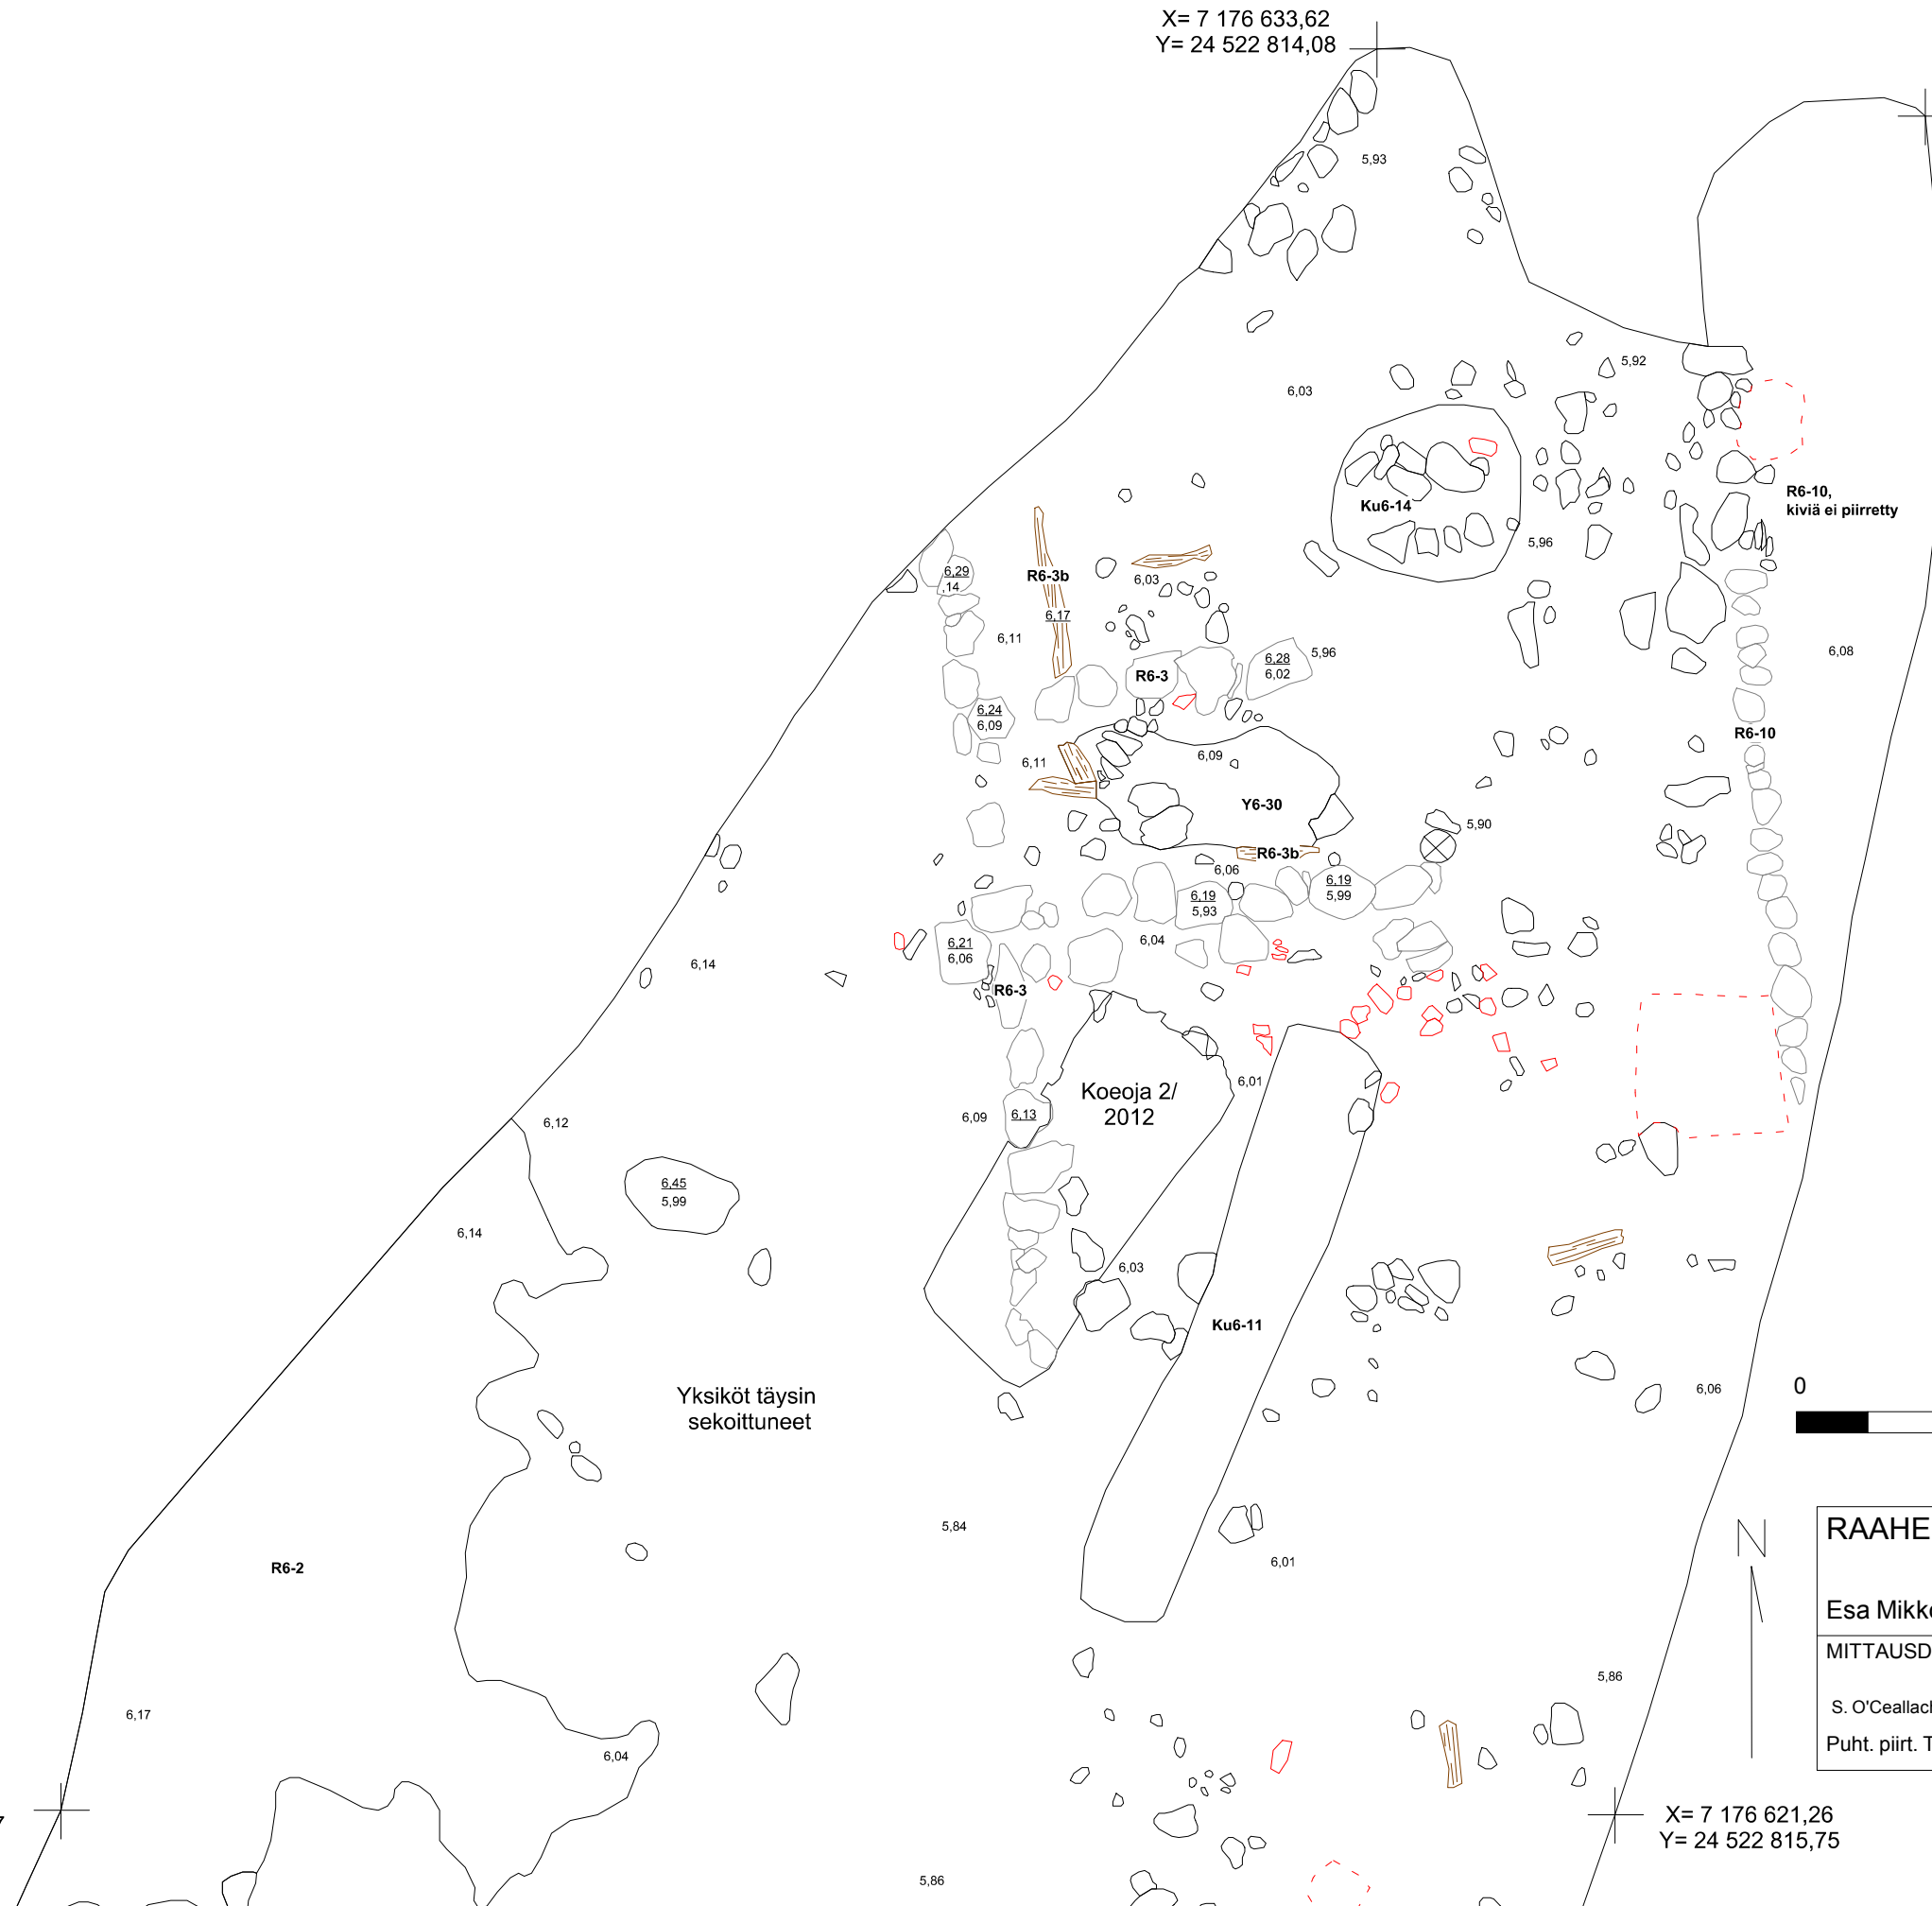 X= 7 176 633,62
Y= 24 522 814,08
5,93
5,92
6,03
R6-10,
kiviä ei piirretty
Ku6-14
5,96
6,29
,14
R6-3b
6,03
6,17
6,11
6,28
6,02
5,96
6,08
R6-3
6,24
6,09
R6-10
6,11
6,09
Y6-30
5,90
R6-3b
6,06
6,19
5,99
6,19
5,93
6,04
6,21
6,06
6,14
R6-3
6,01
Koeoja 2/
2012
6,12
6,09
6,13
6,45
5,99
6,14
6,03
Ku6-11
Yksiköt täysin
sekoittuneet
6,06
0
5,84
6,01
R6-2
N
RAAHE
Esa Mikk
MITTAUSD
S. O'Ceallac
Puht. piirt. T
5,86
6,17
6,04
X= 7 176 621,26
Y= 24 522 815,75
5,86